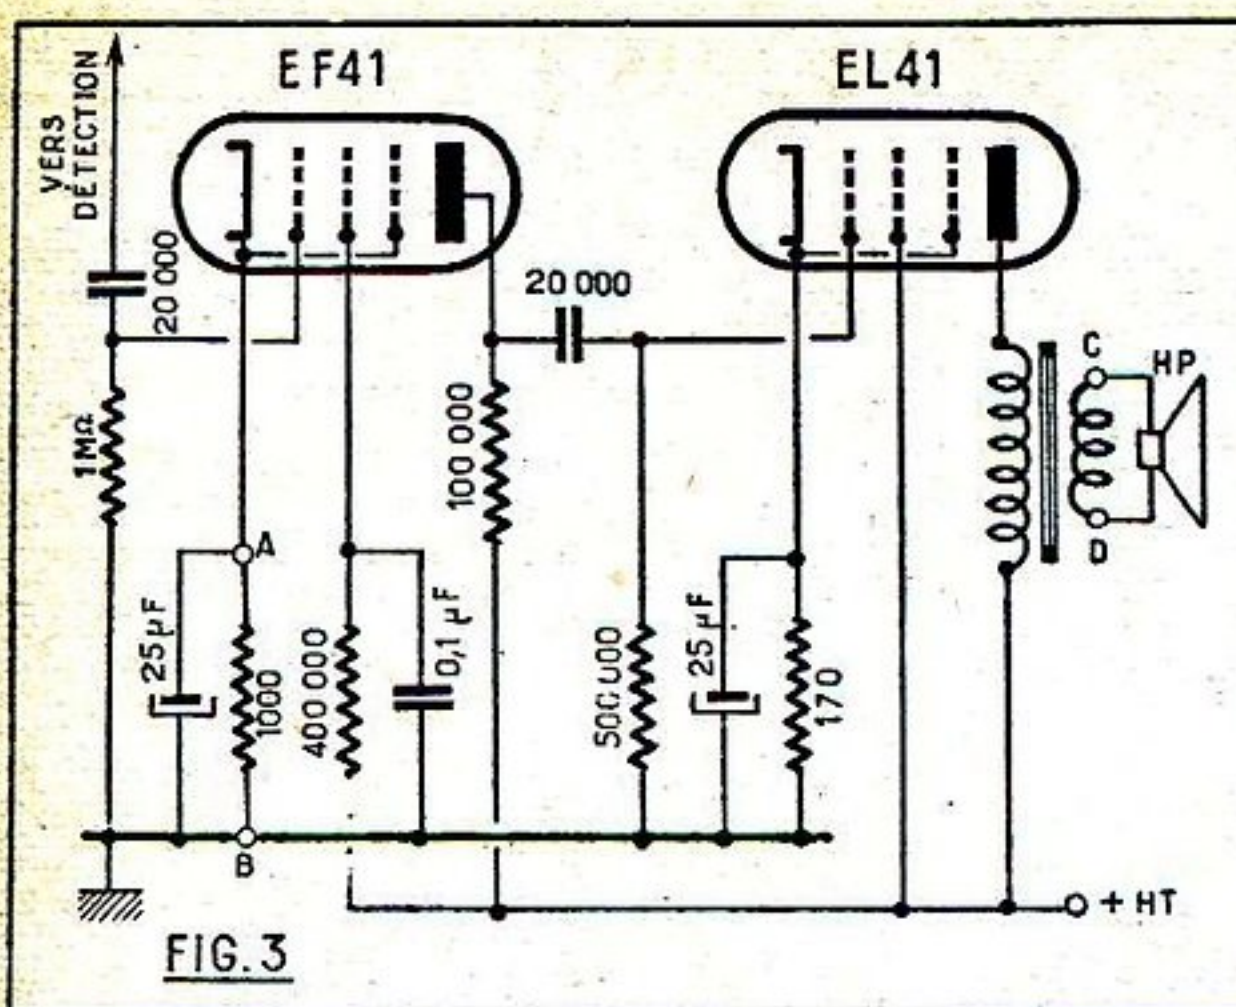 EF41
EL41
VERS
DÉTECTION
20 000
20 000
1MΩ
100 000
C
HP
D
A
25µF
1000
400 000
0,1 µF
500 000
25µF
170
B
+ HT
FIG. 3